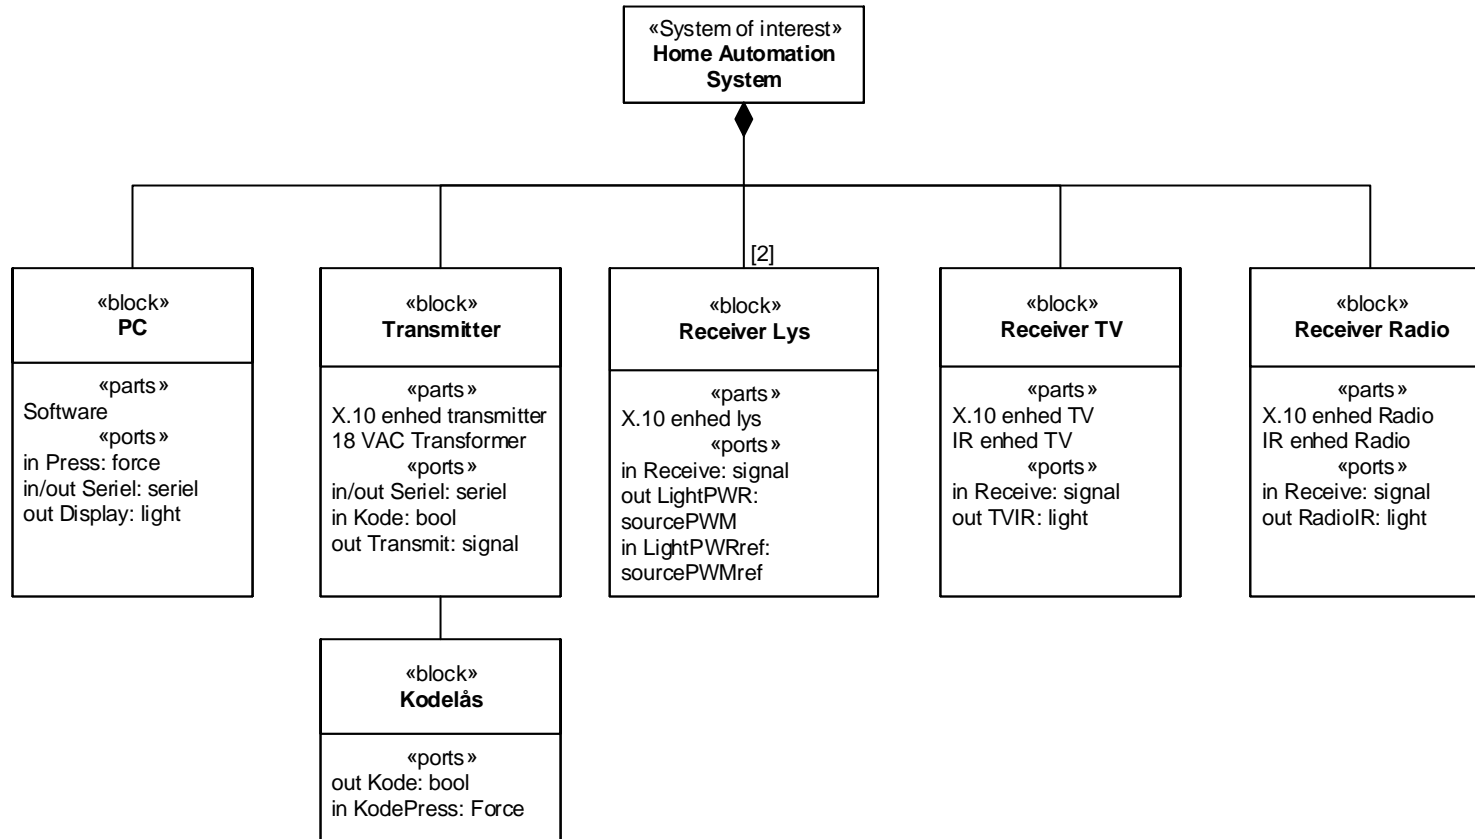 «System of interest»
Home Automation
System
[2]
«block»
PC
«parts»
Software
«ports»
in Press: force
in/out Seriel: seriel
out Display: light
«block»
Transmitter
«parts»
X.10 enhed transmitter
18 VAC Transformer
«ports»
in/out Seriel: seriel
in Kode: bool
out Transmit: signal
«block»
Receiver Lys
«parts»
X.10 enhed lys
«ports»
in Receive: signal
out LightPWR:
sourcePWM
in LightPWRref:
sourcePWMref
«block»
Receiver TV
«parts»
X.10 enhed TV
IR enhed TV
«ports»
in Receive: signal
out TVIR: light
«block»
Receiver Radio
«parts»
X.10 enhed Radio
IR enhed Radio
«ports»
in Receive: signal
out RadioIR: light
«block»
Kodelås
«ports»
out Kode: bool
in KodePress: Force